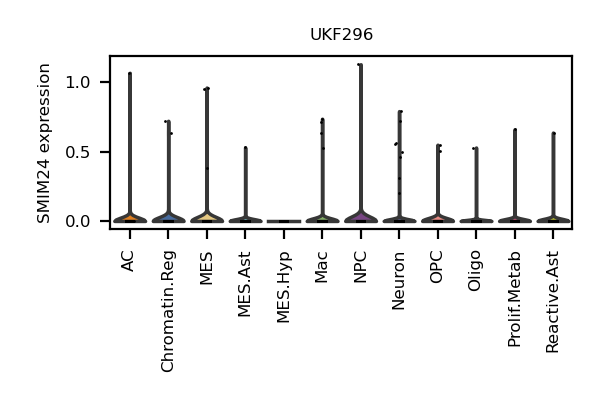 UKF296
SMIM24 expression
1.0
0.5
0.0
AC
Chromatin.Reg
MES
MES.Ast
MES.Hyp
Mac
NPC
Neuron
OPC
Oligo
Prolif.Metab
Reactive.Ast